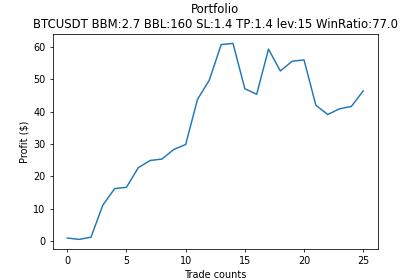 Portfolio
BTCUSDT BBM:2.7 BBL:160 SL:1.4 TP:1.4 lev:15 WinRatio:77.0
60
50
40
30
20
10
0
Profit ($)
0 5 10 15 20 25
Trade counts